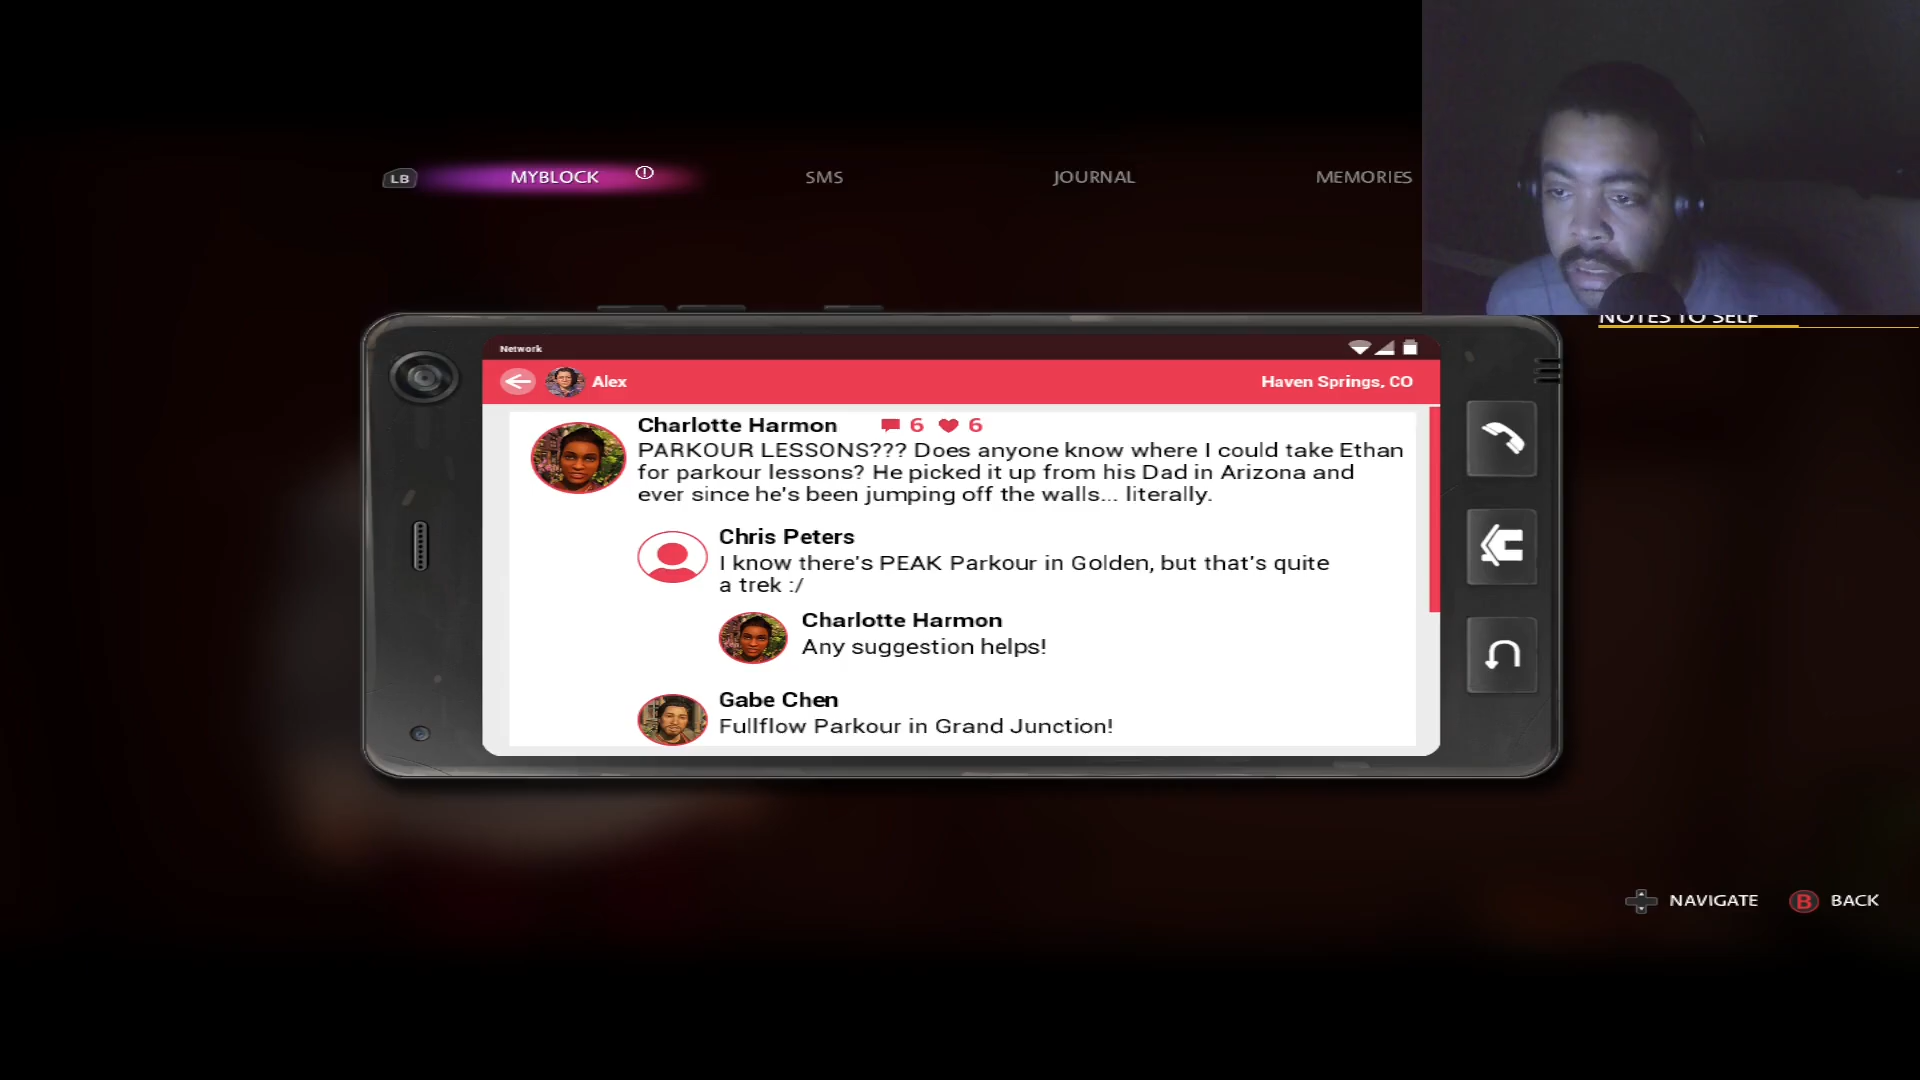 LB MYBLOCK SMS JOURNAL MEMORIES
NOTES TO SELF
Network
Alex Haven Springs, CO
Charlotte Harmon 6 6
PARKOUR LESSONS??? Does anyone know where I could take Ethan
for parkour lessons? He picked it up from his Dad in Arizona and
ever since he's been jumping off the walls... literally.
Chris Peters
I know there's PEAK Parkour in Golden, but that's quite
a trek :/
Charlotte Harmon
Any suggestion helps!
Gabe Chen
Fullflow Parkour in Grand Junction!
NAVIGATE B BACK